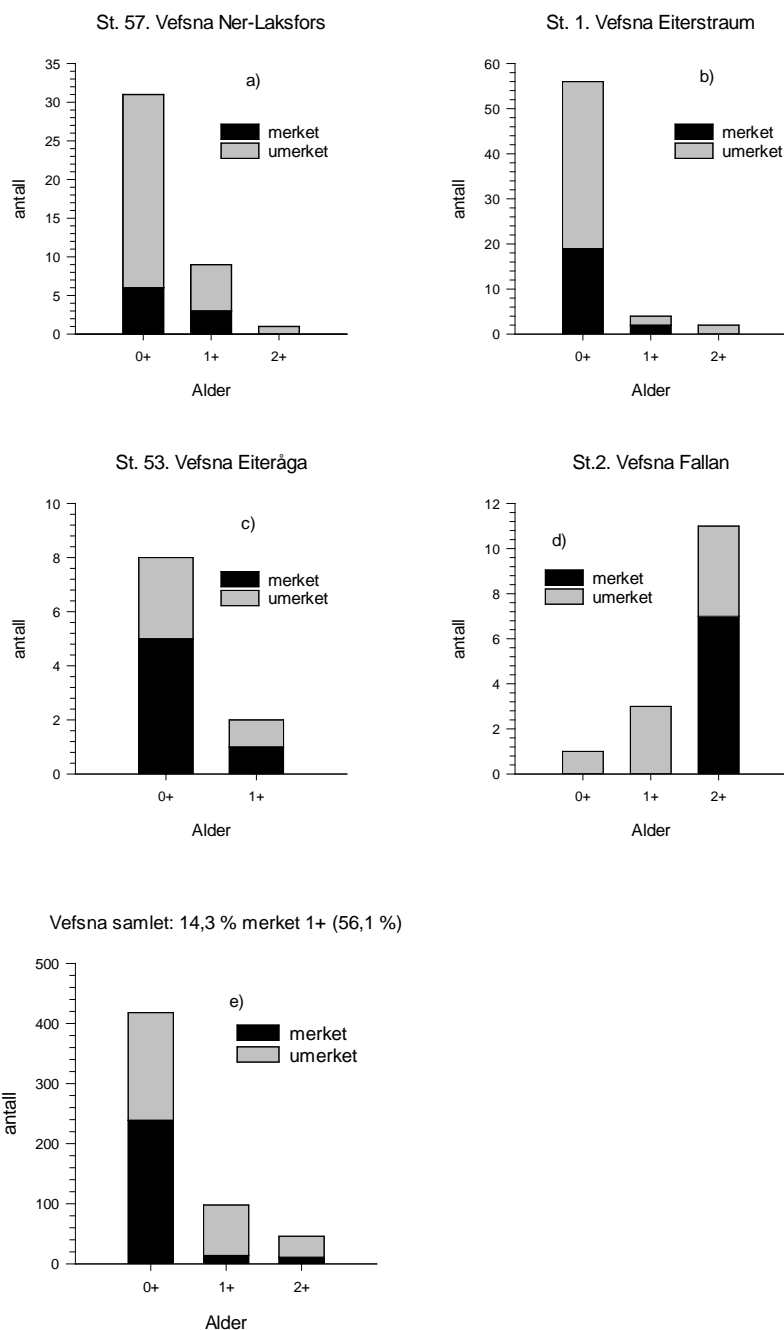 St. 57. Vefsna Ner-Laksfors
a)
merket
umerket
antall
35
30
25
20
15
10
5
0
0+ 1+ 2+
Alder
St. 1. Vefsna Eiterstraum
b)
merket
umerket
antall
60
50
40
30
20
10
0
0+ 1+ 2+
Alder
St. 53. Vefsna Eiteråga
c)
merket
umerket
antall
10
8
6
4
2
0
0+ 1+
Alder
St.2. Vefsna Fallan
d)
merket
umerket
antall
12
10
8
6
4
2
0
0+ 1+ 2+
Alder
Vefsna samlet: 14,3 % merket 1+ (56,1 %)
e)
merket
umerket
antall
500
400
300
200
100
0
0+ 1+ 2+
Alder